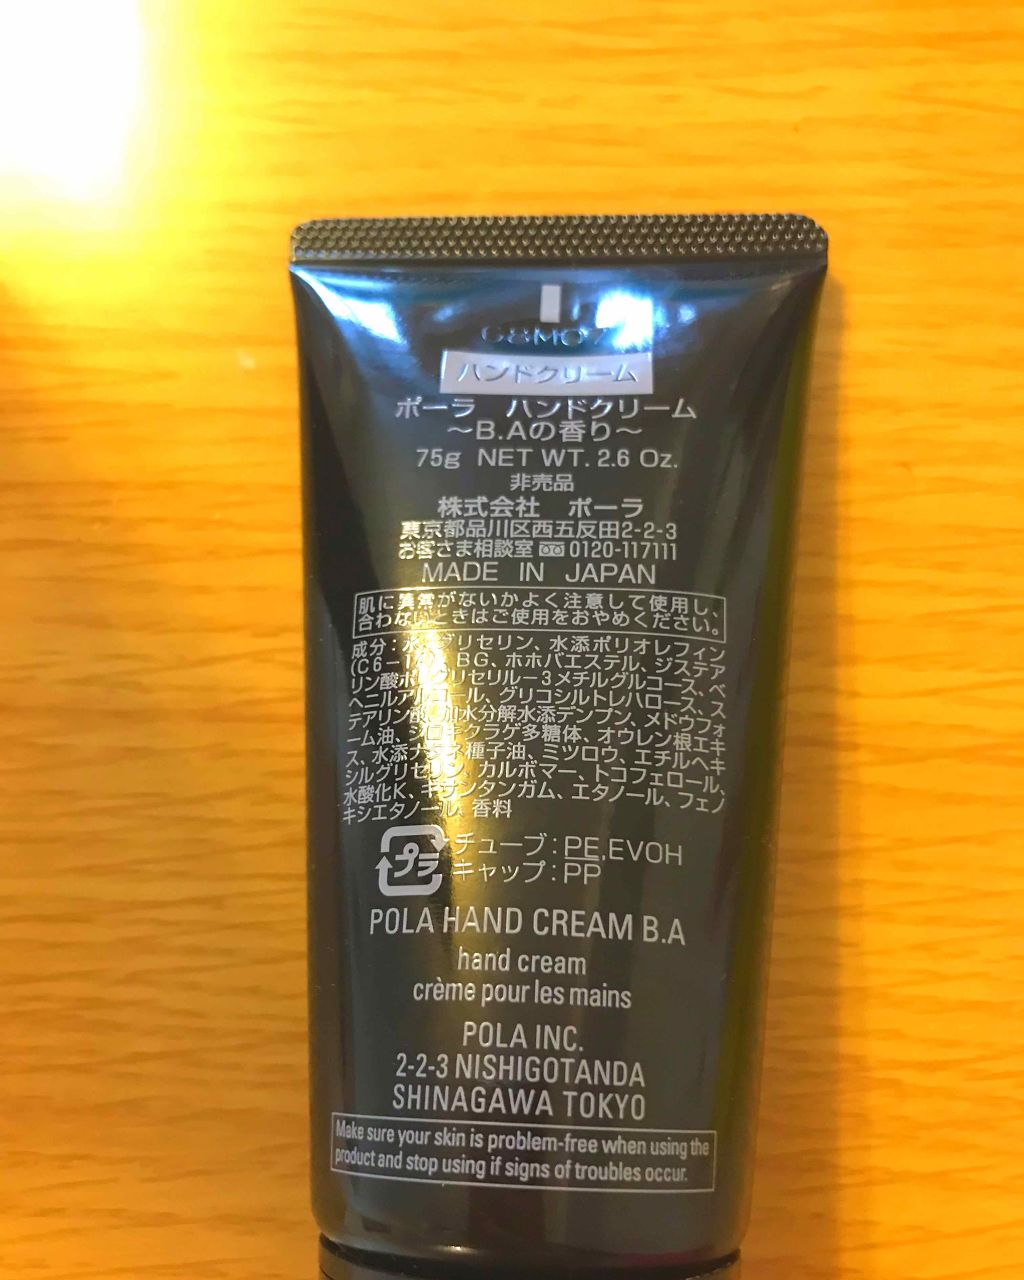 ハンドクリーム
ポーラ ハンドクリーム
～B.Aの香り～
75g NET WT. 2.6 Oz.
非売品
株式会社 ポーラ
東京都品川区西五反田2-2-3
お客さま相談室 0120-117111
MADE IN JAPAN
肌に異常がないかよく注意して使用し、
合わないときはご使用をおやめください。
成分：水、グリセリン、水添ポリオレフィン
BG、ホホバエステル、ジステア
リン酸ポリグリセリル－3メチルグルコース、ベ
ヘニルアルコール、グリコシルトレハロース、ス
テアリン酸、加水分解水添デンプン、メドウフォ
ーム油、シロキクラゲ多糖体、オウレン根エキ
ス、水添ナタネ種子油、ミツロウ、エチルヘキ
シルグリセリン、カルボマー、トコフェロール、
水酸化K、キサンタンガム、エタノール、フェノ
キシエタノール、香料
プラ
チューブ：PE,EVOH
キャップ：PP
POLA HAND CREAM B.A
hand cream
crème pour les mains
POLA INC.
2-2-3 NISHIGOTANDA
SHINAGAWA TOKYO
Make sure your skin is problem-free when using the
product and stop using if signs of troubles occur.